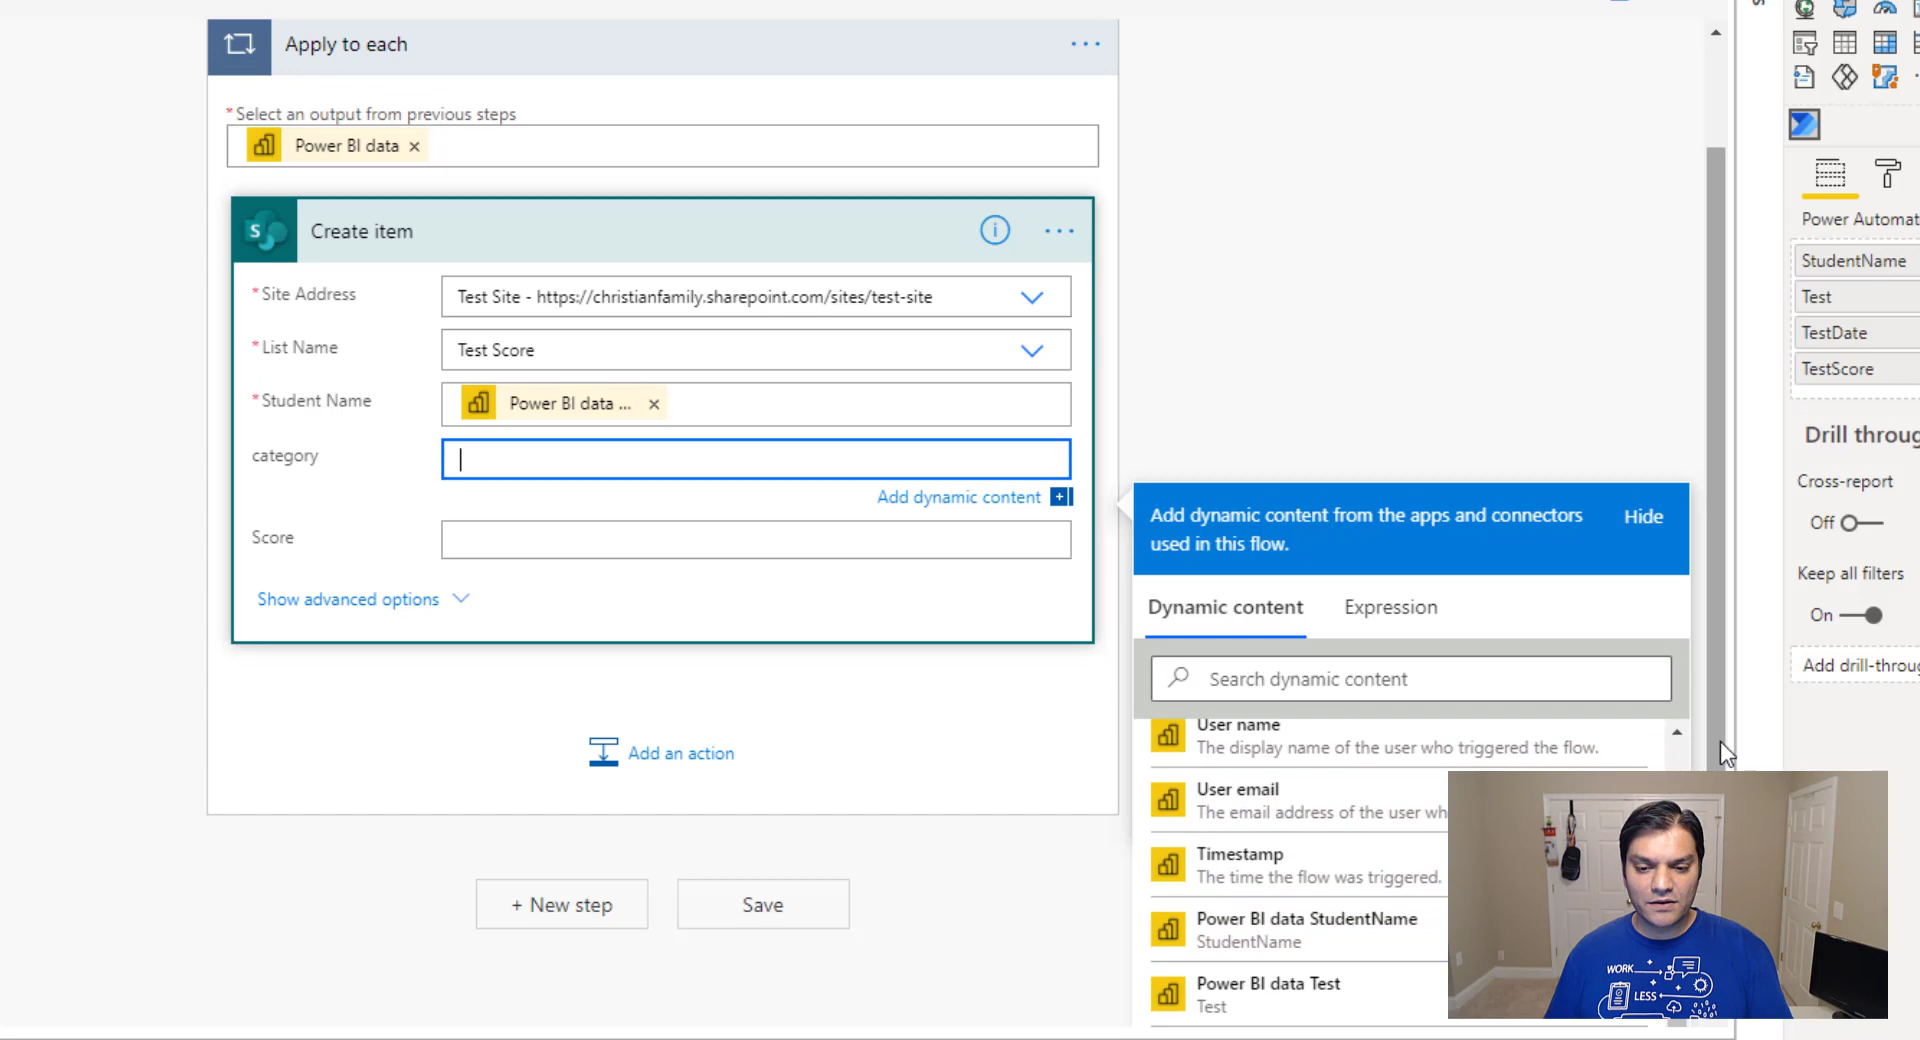 Apply to each
* Select an output from previous steps
Power BI data ×
S
Create item
* Site Address
Test Site - https://christianfamily.sharepoint.com/sites/test-site
* List Name
Test Score
* Student Name
Power BI data ... ×
category
Add dynamic content
Score
Show advanced options
Add an action
+ New step
Save
Add dynamic content from the apps and connectors
used in this flow.
Hide
Dynamic content
Expression
Search dynamic content
User name
The display name of the user who triggered the flow.
User email
The email address of the user wh
Timestamp
The time the flow was triggered.
Power BI data StudentName
StudentName
Power BI data Test
Test
Power Automat
StudentName
Test
TestDate
TestScore
Drill throug
Cross-report
Off
Keep all filters
On
Add drill-throug
WORK
LESS